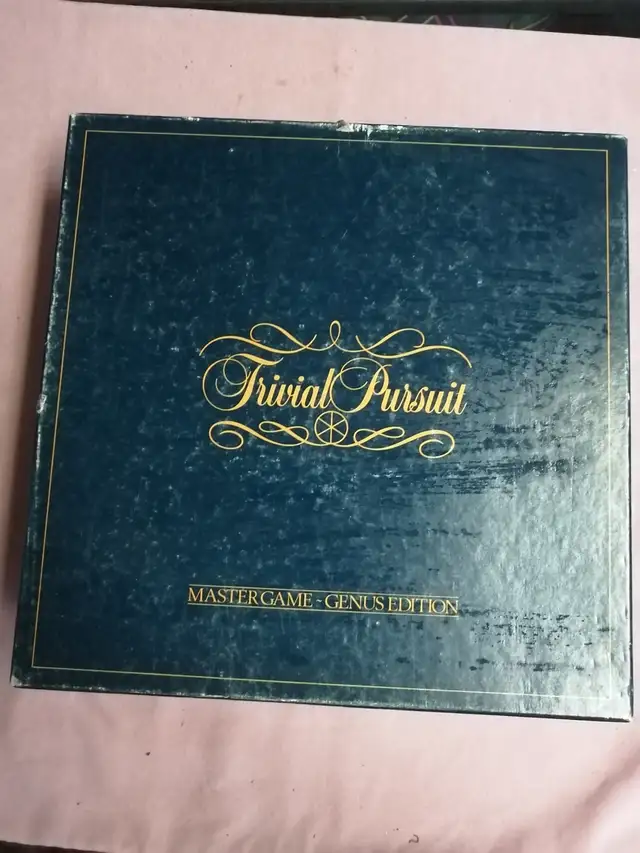 Trivial Pursuit
MASTER GAME ~ GENUS EDITION